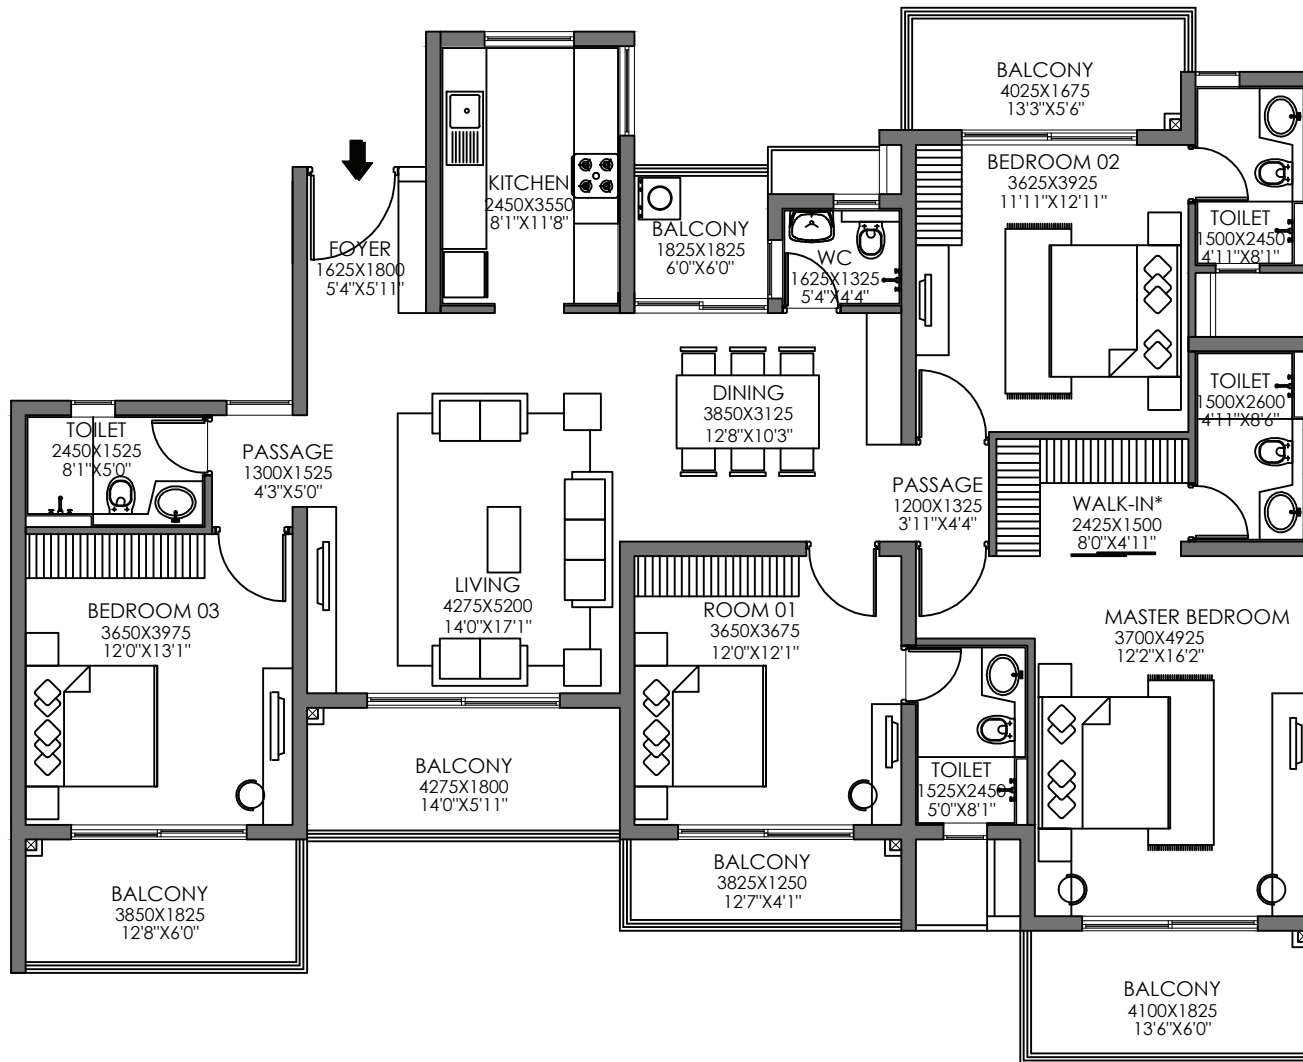 BALCONY
4025X1675
13'3"X5'6"
BEDROOM 02
3625X3925
11'11"X12'11"
KITCHEN
2450X3550
8'1"X11'8"
TOILET
1500X2450
4'11"X8'1"
FOYER
1625X1800
5'4"X5'11"
BALCONY
1825X1825
6'0"X6'0"
WC
1625X1325
5'4"X4'4"
TOILET
1500X2600
4'11"X8'6"
DINING
3850X3125
12'8"X10'3"
TOILET
2450X1525
8'1"X5'0"
PASSAGE
1300X1525
4'3"X5'0"
PASSAGE
1200X1325
3'11"X4'4"
WALK-IN*
2425X1500
8'0"X4'11"
LIVING
4275X5200
14'0"X17'1"
BEDROOM 03
3650X3975
12'0"X13'1"
ROOM 01
3650X3675
12'0"X12'1"
MASTER BEDROOM
3700X4925
12'2"X16'2"
BALCONY
4275X1800
14'0"X5'11"
TOILET
1525X2450
5'0"X8'1"
BALCONY
3825X1250
12'7"X4'1"
BALCONY
3850X1825
12'8"X6'0"
BALCONY
4100X1825
13'6"X6'0"